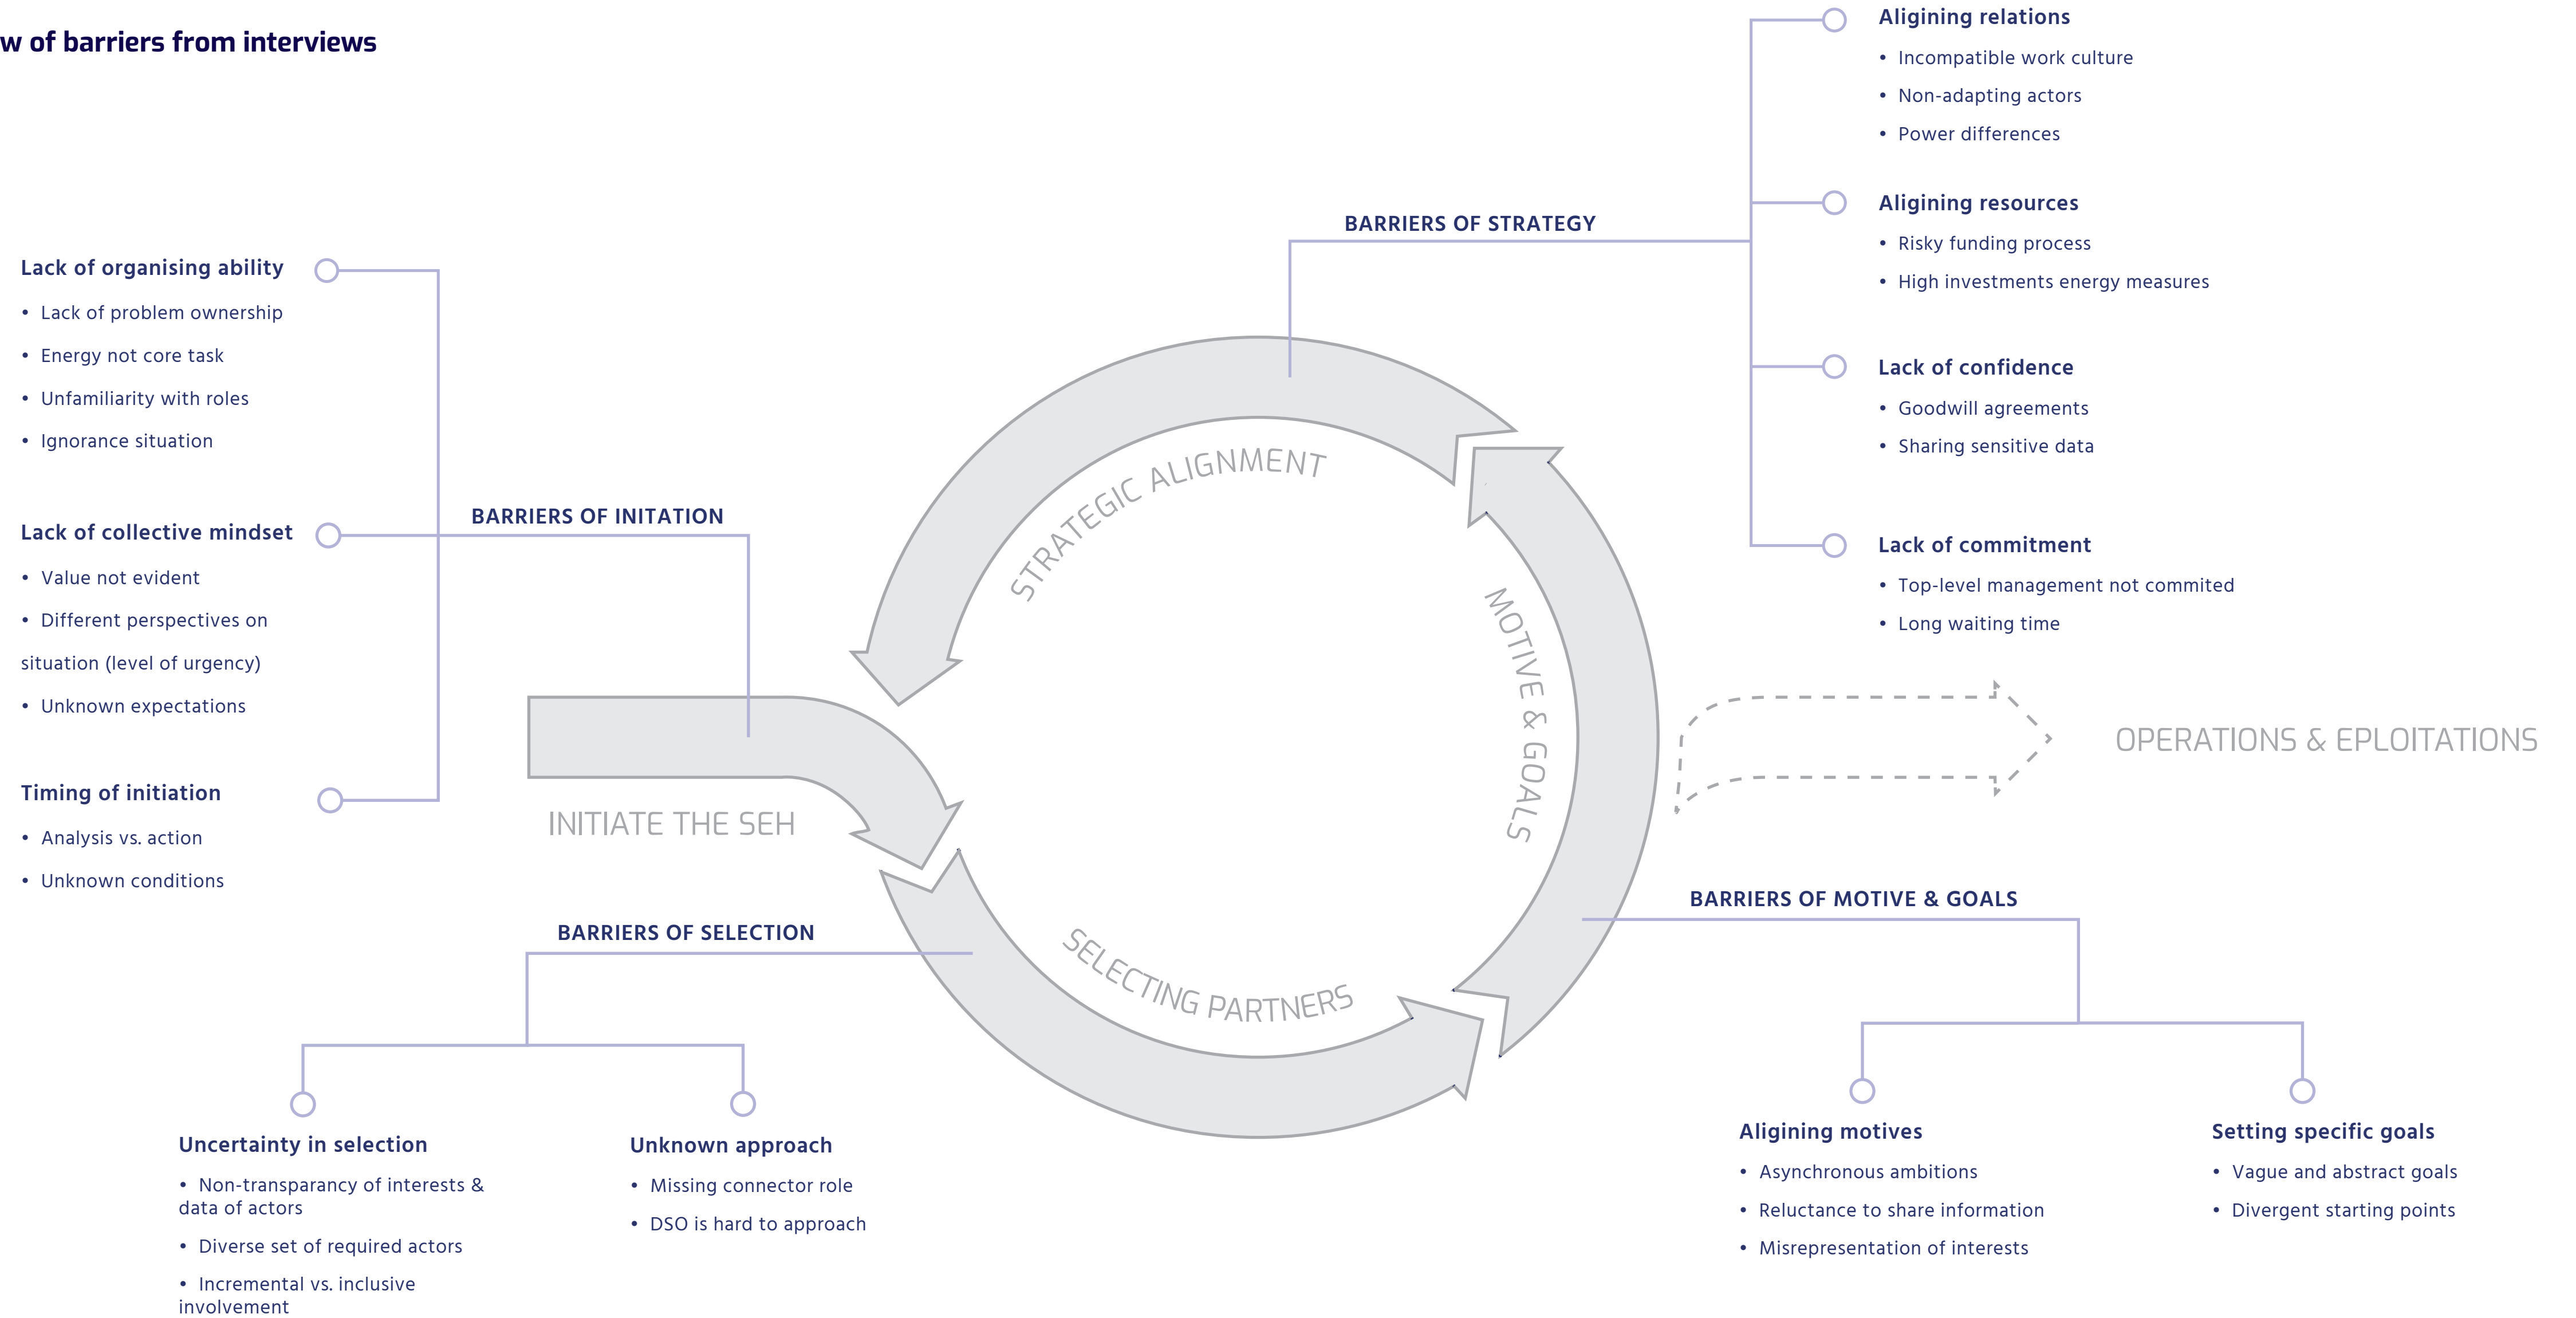 w of barriers from interviews
Aligining relations
• Incompatible work culture
• Non-adapting actors
• Power differences
Aligining resources
• Risky funding process
• High investments energy measures
Lack of confidence
• Goodwill agreements
• Sharing sensitive data
Lack of commitment
• Top-level management not commited
• Long waiting time
BARRIERS OF STRATEGY
Lack of organising ability
• Lack of problem ownership
• Energy not core task
• Unfamiliarity with roles
• Ignorance situation
Lack of collective mindset
• Value not evident
• Different perspectives on
situation (level of urgency)
• Unknown expectations
Timing of initiation
• Analysis vs. action
• Unknown conditions
BARRIERS OF INITATION
STRATEGIC ALIGNMENT
MOTIVE & GOALS
SELECTING PARTNERS
INITIATE THE SEH
OPERATIONS & EPLOITATIONS
BARRIERS OF SELECTION
Uncertainty in selection
• Non-transparancy of interests &
data of actors
• Diverse set of required actors
• Incremental vs. inclusive
involvement
Unknown approach
• Missing connector role
• DSO is hard to approach
BARRIERS OF MOTIVE & GOALS
Aligining motives
• Asynchronous ambitions
• Reluctance to share information
• Misrepresentation of interests
Setting specific goals
• Vague and abstract goals
• Divergent starting points